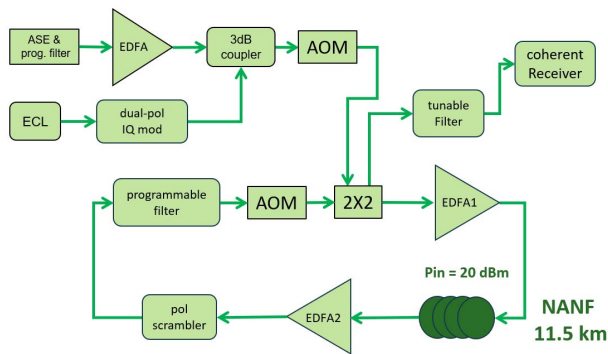 ASE &
prog. filter
EDFA
3dB
coupler
AOM
coherent
Receiver
ECL
dual-pol
IQ mod
tunable
Filter
programmable
filter
AOM
2X2
EDFA1
Pin = 20 dBm
pol
scrambler
EDFA2
NANF
11.5 km